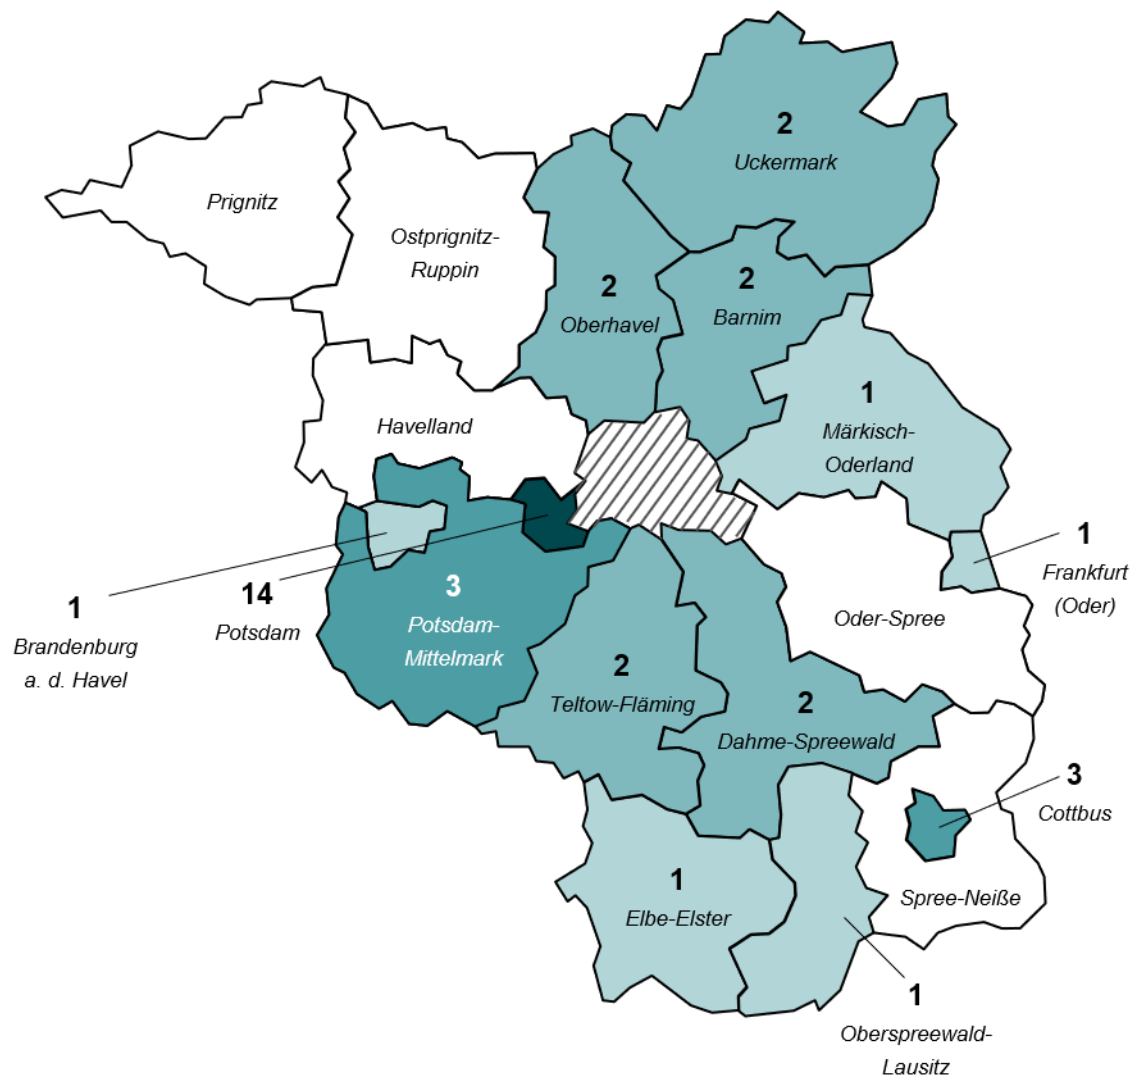 2
Uckermark
Prignitz
Ostprignitz-
Ruppin
2
Oberhavel
2
Barnim
1
Märkisch-
Oderland
Havelland
1
Frankfurt
(Oder)
1
Brandenburg
a. d. Havel
14
Potsdam
3
Potsdam-
Mittelmark
Oder-Spree
2
Teltow-Fläming
2
Dahme-Spreewald
3
Cottbus
1
Elbe-Elster
Spree-Neiße
1
Oberspreewald-
Lausitz